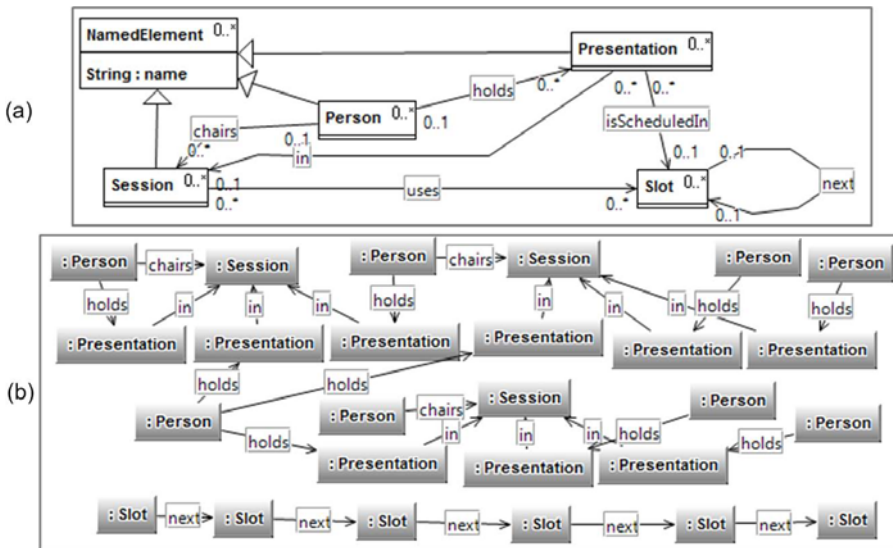 (a)
NamedElement 0..*
String : name
Presentation 0..*
holds
0..*
Person 0..*
0..1
0..* 0..*
isScheduledIn
chairs
0..*
0..1
in
0..1
0..1
Session 0..*
0..1
0..*
uses
0..*
Slot 0..*
0..1
next
(b)
: Person chairs : Session : Person chairs : Session : Person : Person
holds in in in holds in in in holds holds
: Presentation : Presentation : Presentation : Presentation : Presentation : Presentation
holds holds
: Person : Person chairs : Session : Person : Person
holds in in in holds holds
: Presentation : Presentation : Presentation
: Slot next : Slot next : Slot next : Slot next : Slot next : Slot